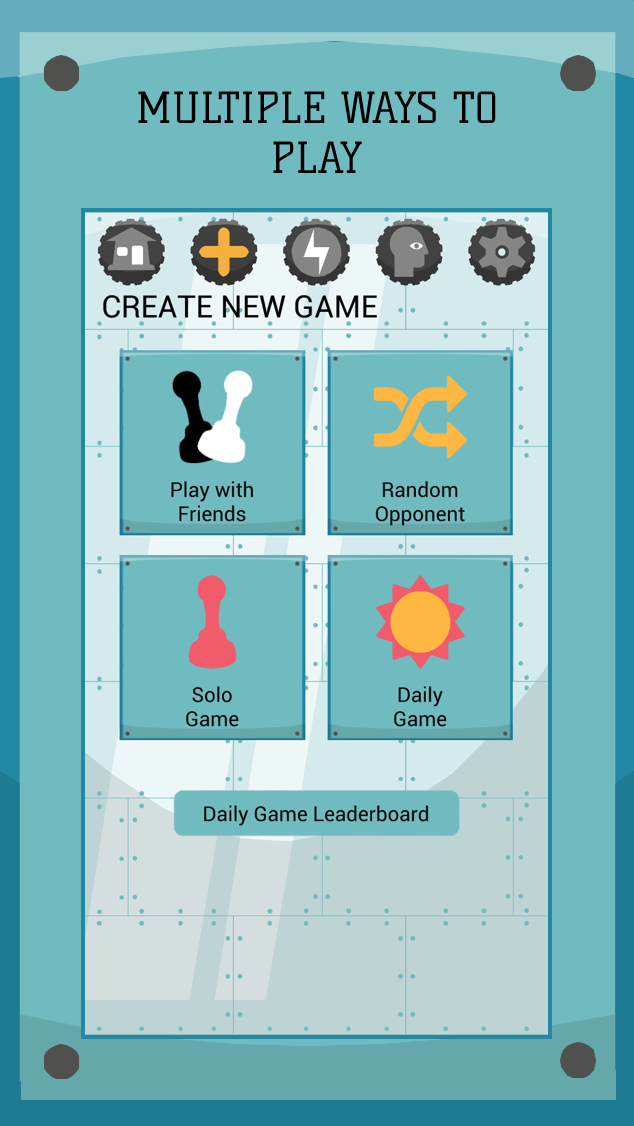 MULTIPLE WAYS TO
PLAY
CREATE NEW GAME
Play with
Friends
Random
Opponent
Solo
Game
Daily
Game
Daily Game Leaderboard